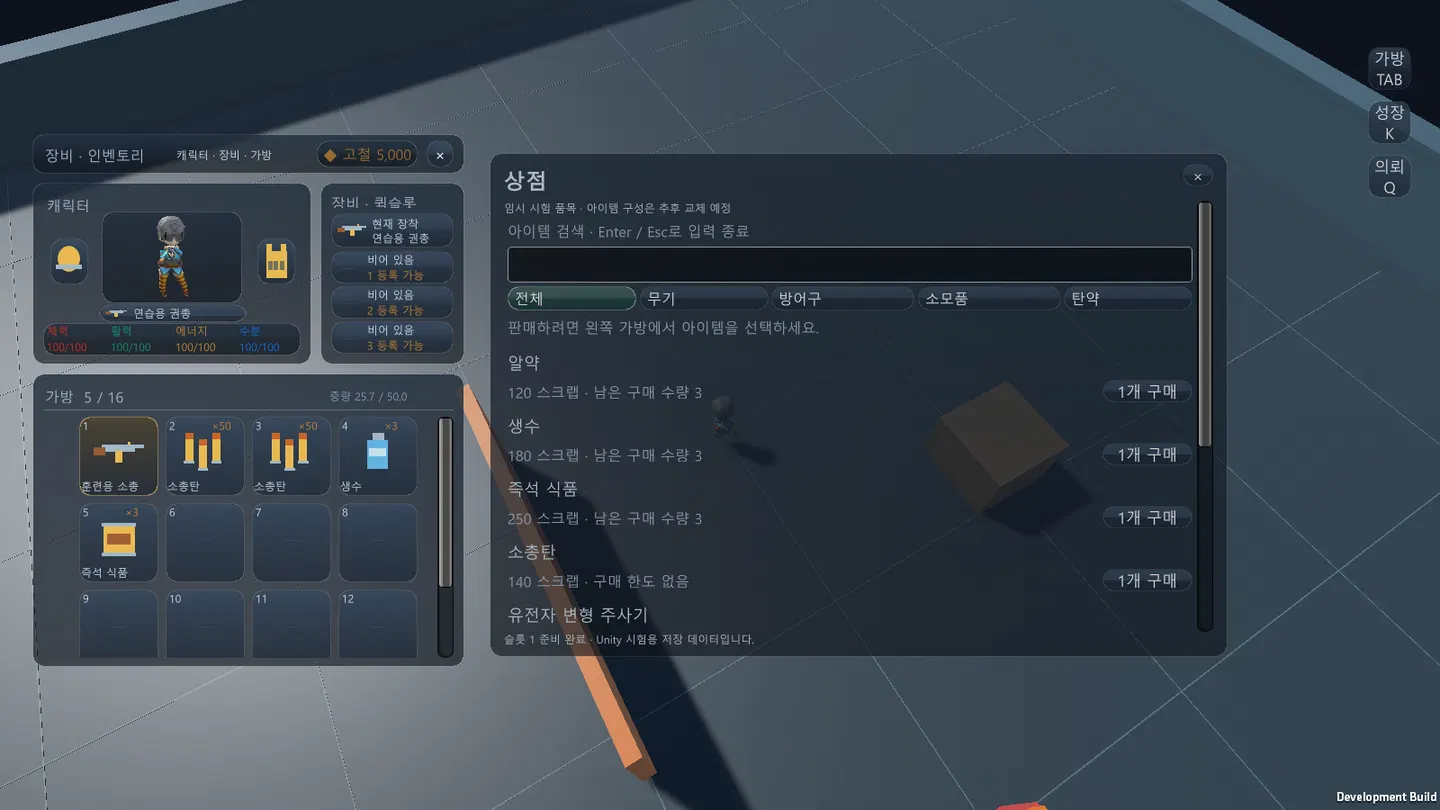 가방
TAB
성장
K
의뢰
Q
장비 · 인벤토리
캐릭터 · 장비 · 가방
고철 5,000
×
캐릭터
연습용 권총
체력
활력
에너지
수분
100/100
100/100
100/100
100/100
장비 · 퀵슬롯
현재 장착
연습용 권총
비어 있음
1 등록 가능
비어 있음
2 등록 가능
비어 있음
3 등록 가능
가방 5 / 16
중량 25.7 / 50.0
1
훈련용 소총
2 ×50
소총탄
3 ×50
소총탄
4 ×3
생수
5 ×3
즉석 식품
6
7
8
9
10
11
12
상점
×
임시 시험 품목 · 아이템 구성은 추후 교체 예정
아이템 검색 · Enter / Esc로 입력 종료
전체
무기
방어구
소모품
탄약
판매하려면 왼쪽 가방에서 아이템을 선택하세요.
알약
120 스크랩 · 남은 구매 수량 3
1개 구매
생수
180 스크랩 · 남은 구매 수량 3
1개 구매
즉석 식품
250 스크랩 · 남은 구매 수량 3
1개 구매
소총탄
140 스크랩 · 구매 한도 없음
1개 구매
유전자 변형 주사기
슬롯 1 준비 완료 · Unity 시험용 저장 데이터입니다.
Development Build